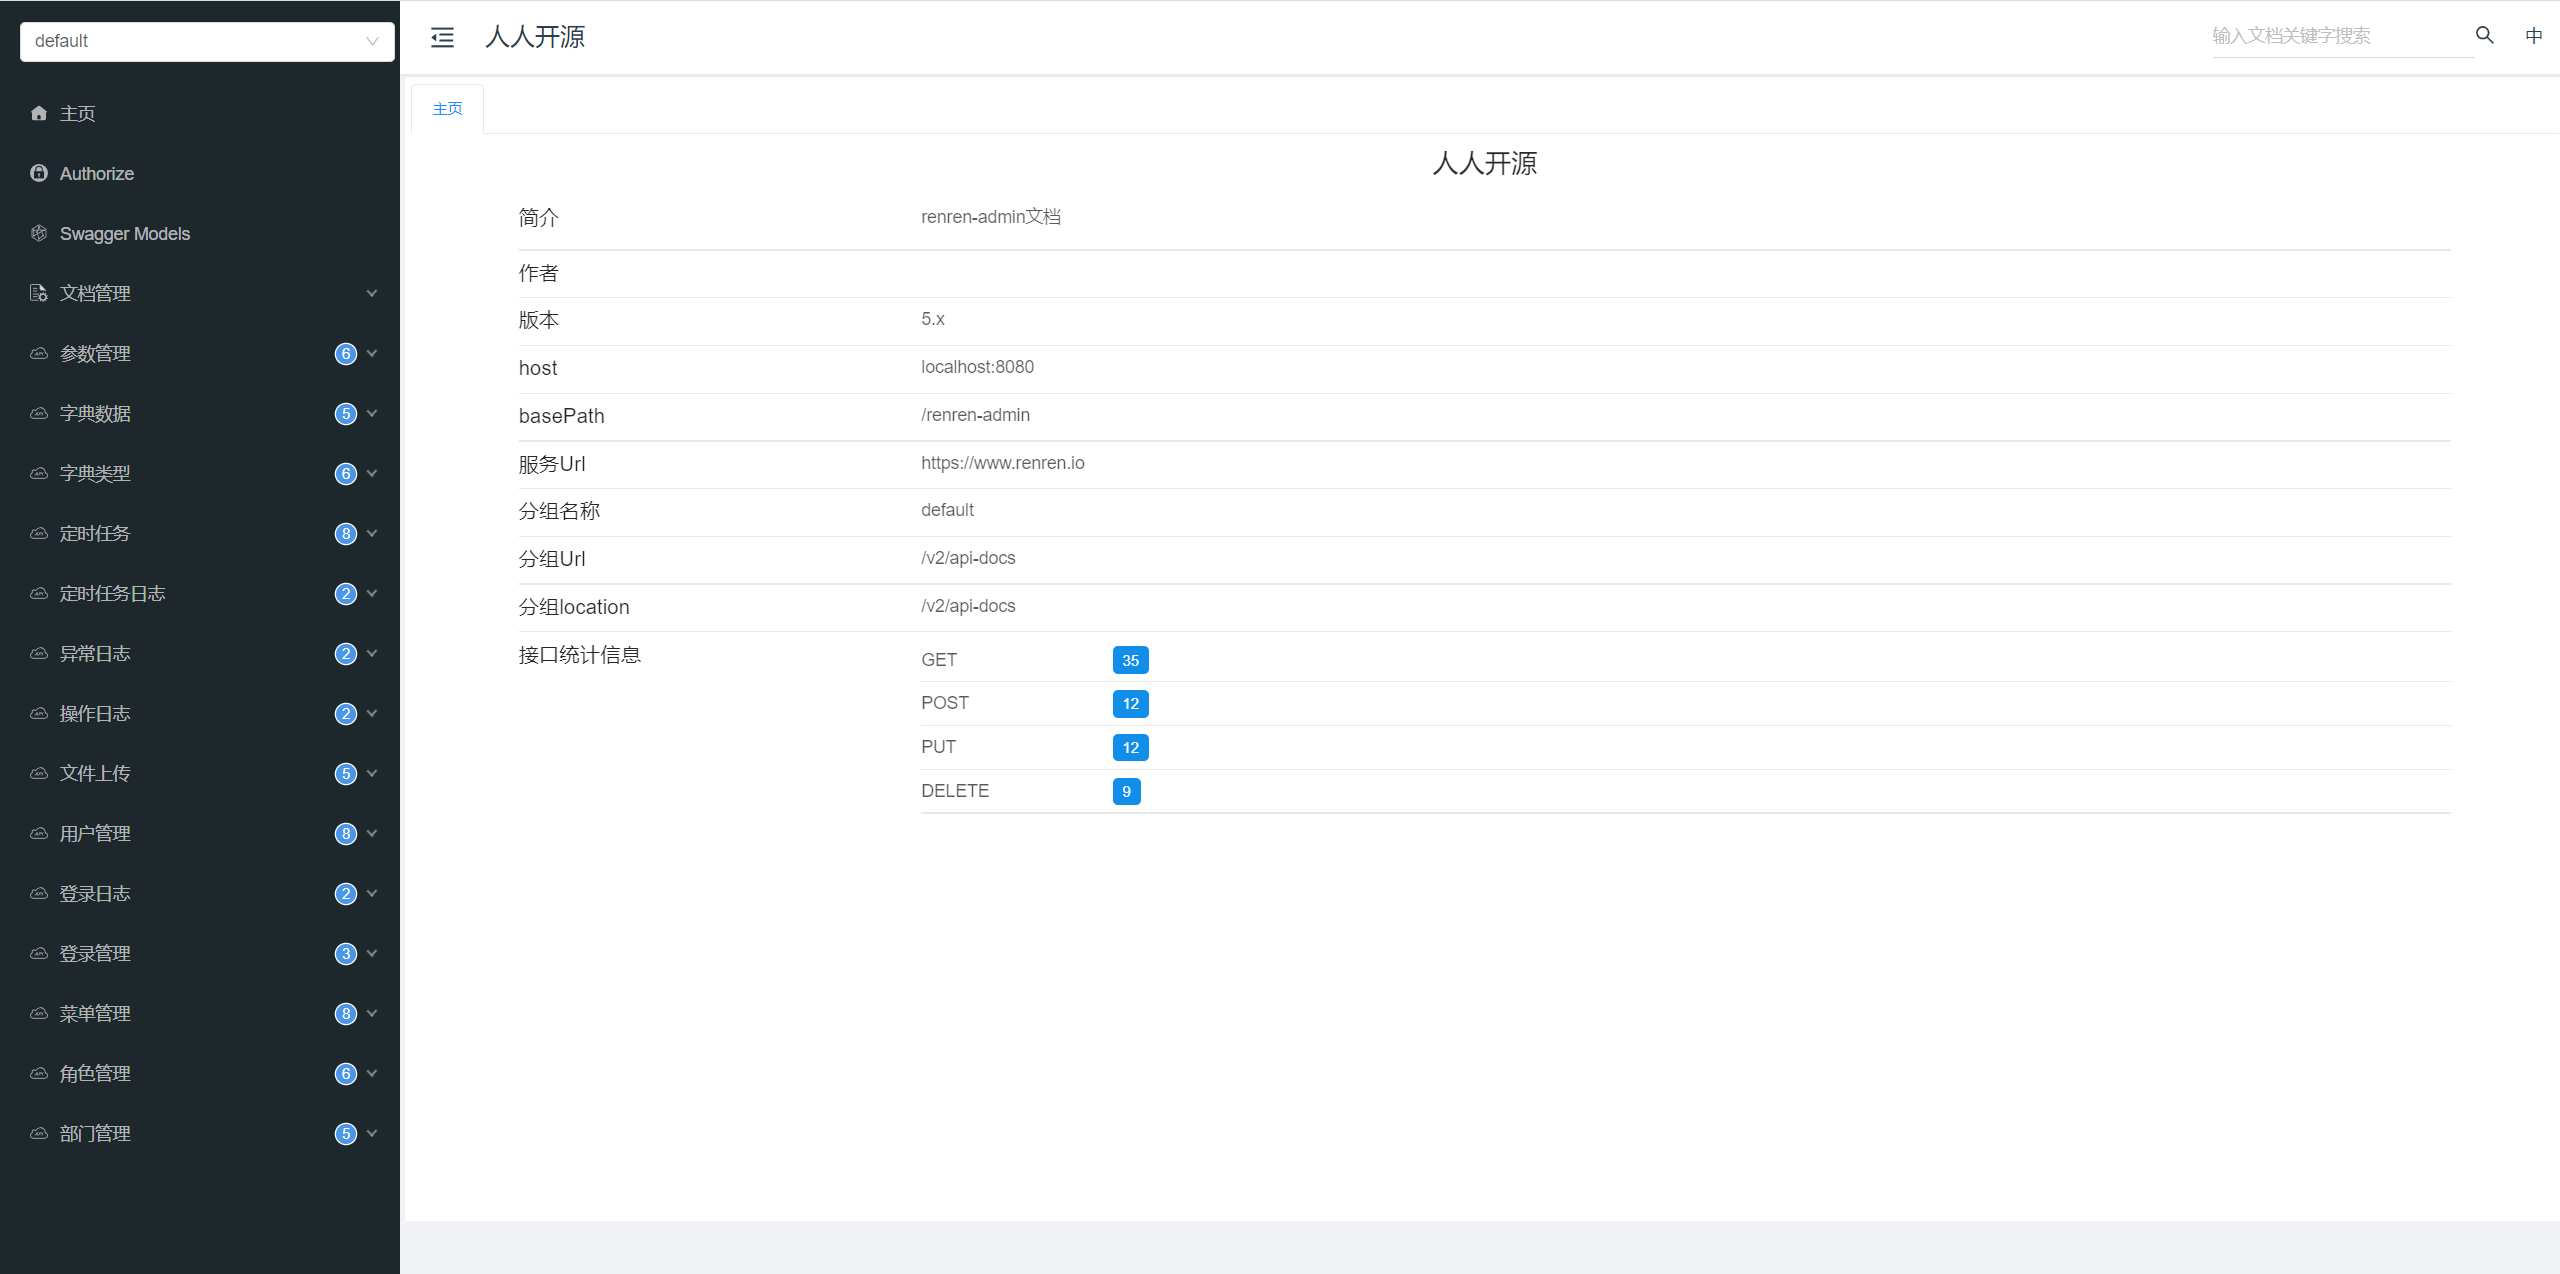 default
主页
Authorize
Swagger Models
文档管理
参数管理 6
字典数据 5
字典类型 6
定时任务 8
定时任务日志 2
异常日志 2
操作日志 2
文件上传 5
用户管理 8
登录日志 2
登录管理 3
菜单管理 8
角色管理 6
部门管理 5
人人开源
输入文档关键字搜索
中
主页
人人开源
简介 renren-admin文档
作者
版本 5.x
host localhost:8080
basePath /renren-admin
服务Url https://www.renren.io
分组名称 default
分组Url /v2/api-docs
分组location /v2/api-docs
接口统计信息 GET 35
POST 12
PUT 12
DELETE 9